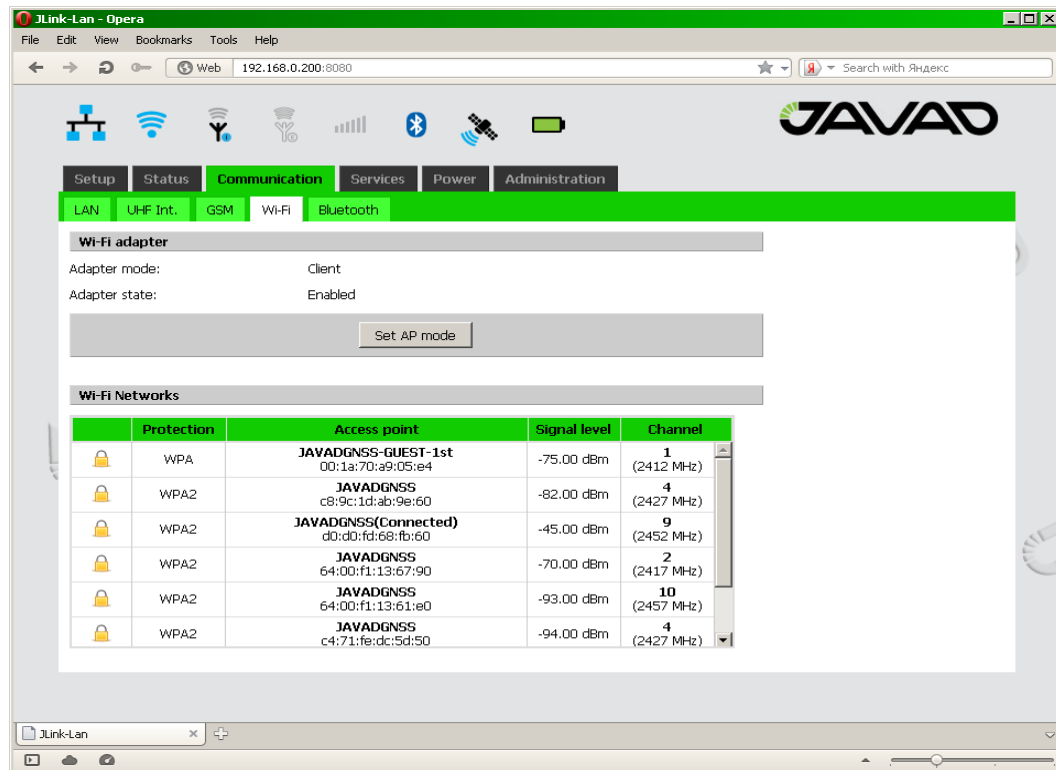 JLink-Lan - Opera
File Edit View Bookmarks Tools Help
Web 192.168.0.200:8080 Search with Яндекс
JAVAD
Setup Status Communication Services Power Administration
LAN UHF Int. GSM Wi-Fi Bluetooth
Wi-Fi adapter
Adapter mode: Client
Adapter state: Enabled
Set AP mode
Wi-Fi Networks
Protection Access point Signal level Channel
WPA JAVADGNSS-GUEST-1st 00:1a:70:a9:05:e4 -75.00 dBm 1 (2412 MHz)
WPA2 JAVADGNSS c8:9c:1d:ab:9e:60 -82.00 dBm 4 (2427 MHz)
WPA2 JAVADGNSS(Connected) d0:d0:fd:68:fb:60 -45.00 dBm 9 (2452 MHz)
WPA2 JAVADGNSS 64:00:f1:13:67:90 -70.00 dBm 2 (2417 MHz)
WPA2 JAVADGNSS 64:00:f1:13:61:e0 -93.00 dBm 10 (2457 MHz)
WPA2 JAVADGNSS c4:71:fe:dc:5d:50 -94.00 dBm 4 (2427 MHz)
JLink-Lan